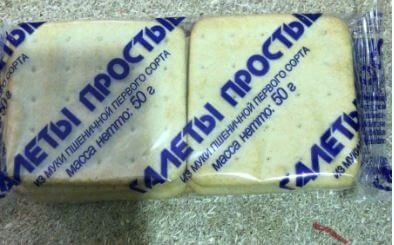 ГАЛЕТЫ ПРОСТЫЕ
ИЗ МУКИ ПШЕНИЧНОЙ ПЕРВОГО СОРТА
масса нетто: 50 г
ГАЛЕТЫ ПРОСТЫЕ
ИЗ МУКИ ПШЕНИЧНОЙ ПЕРВОГО СОРТА
масса нетто: 50 г